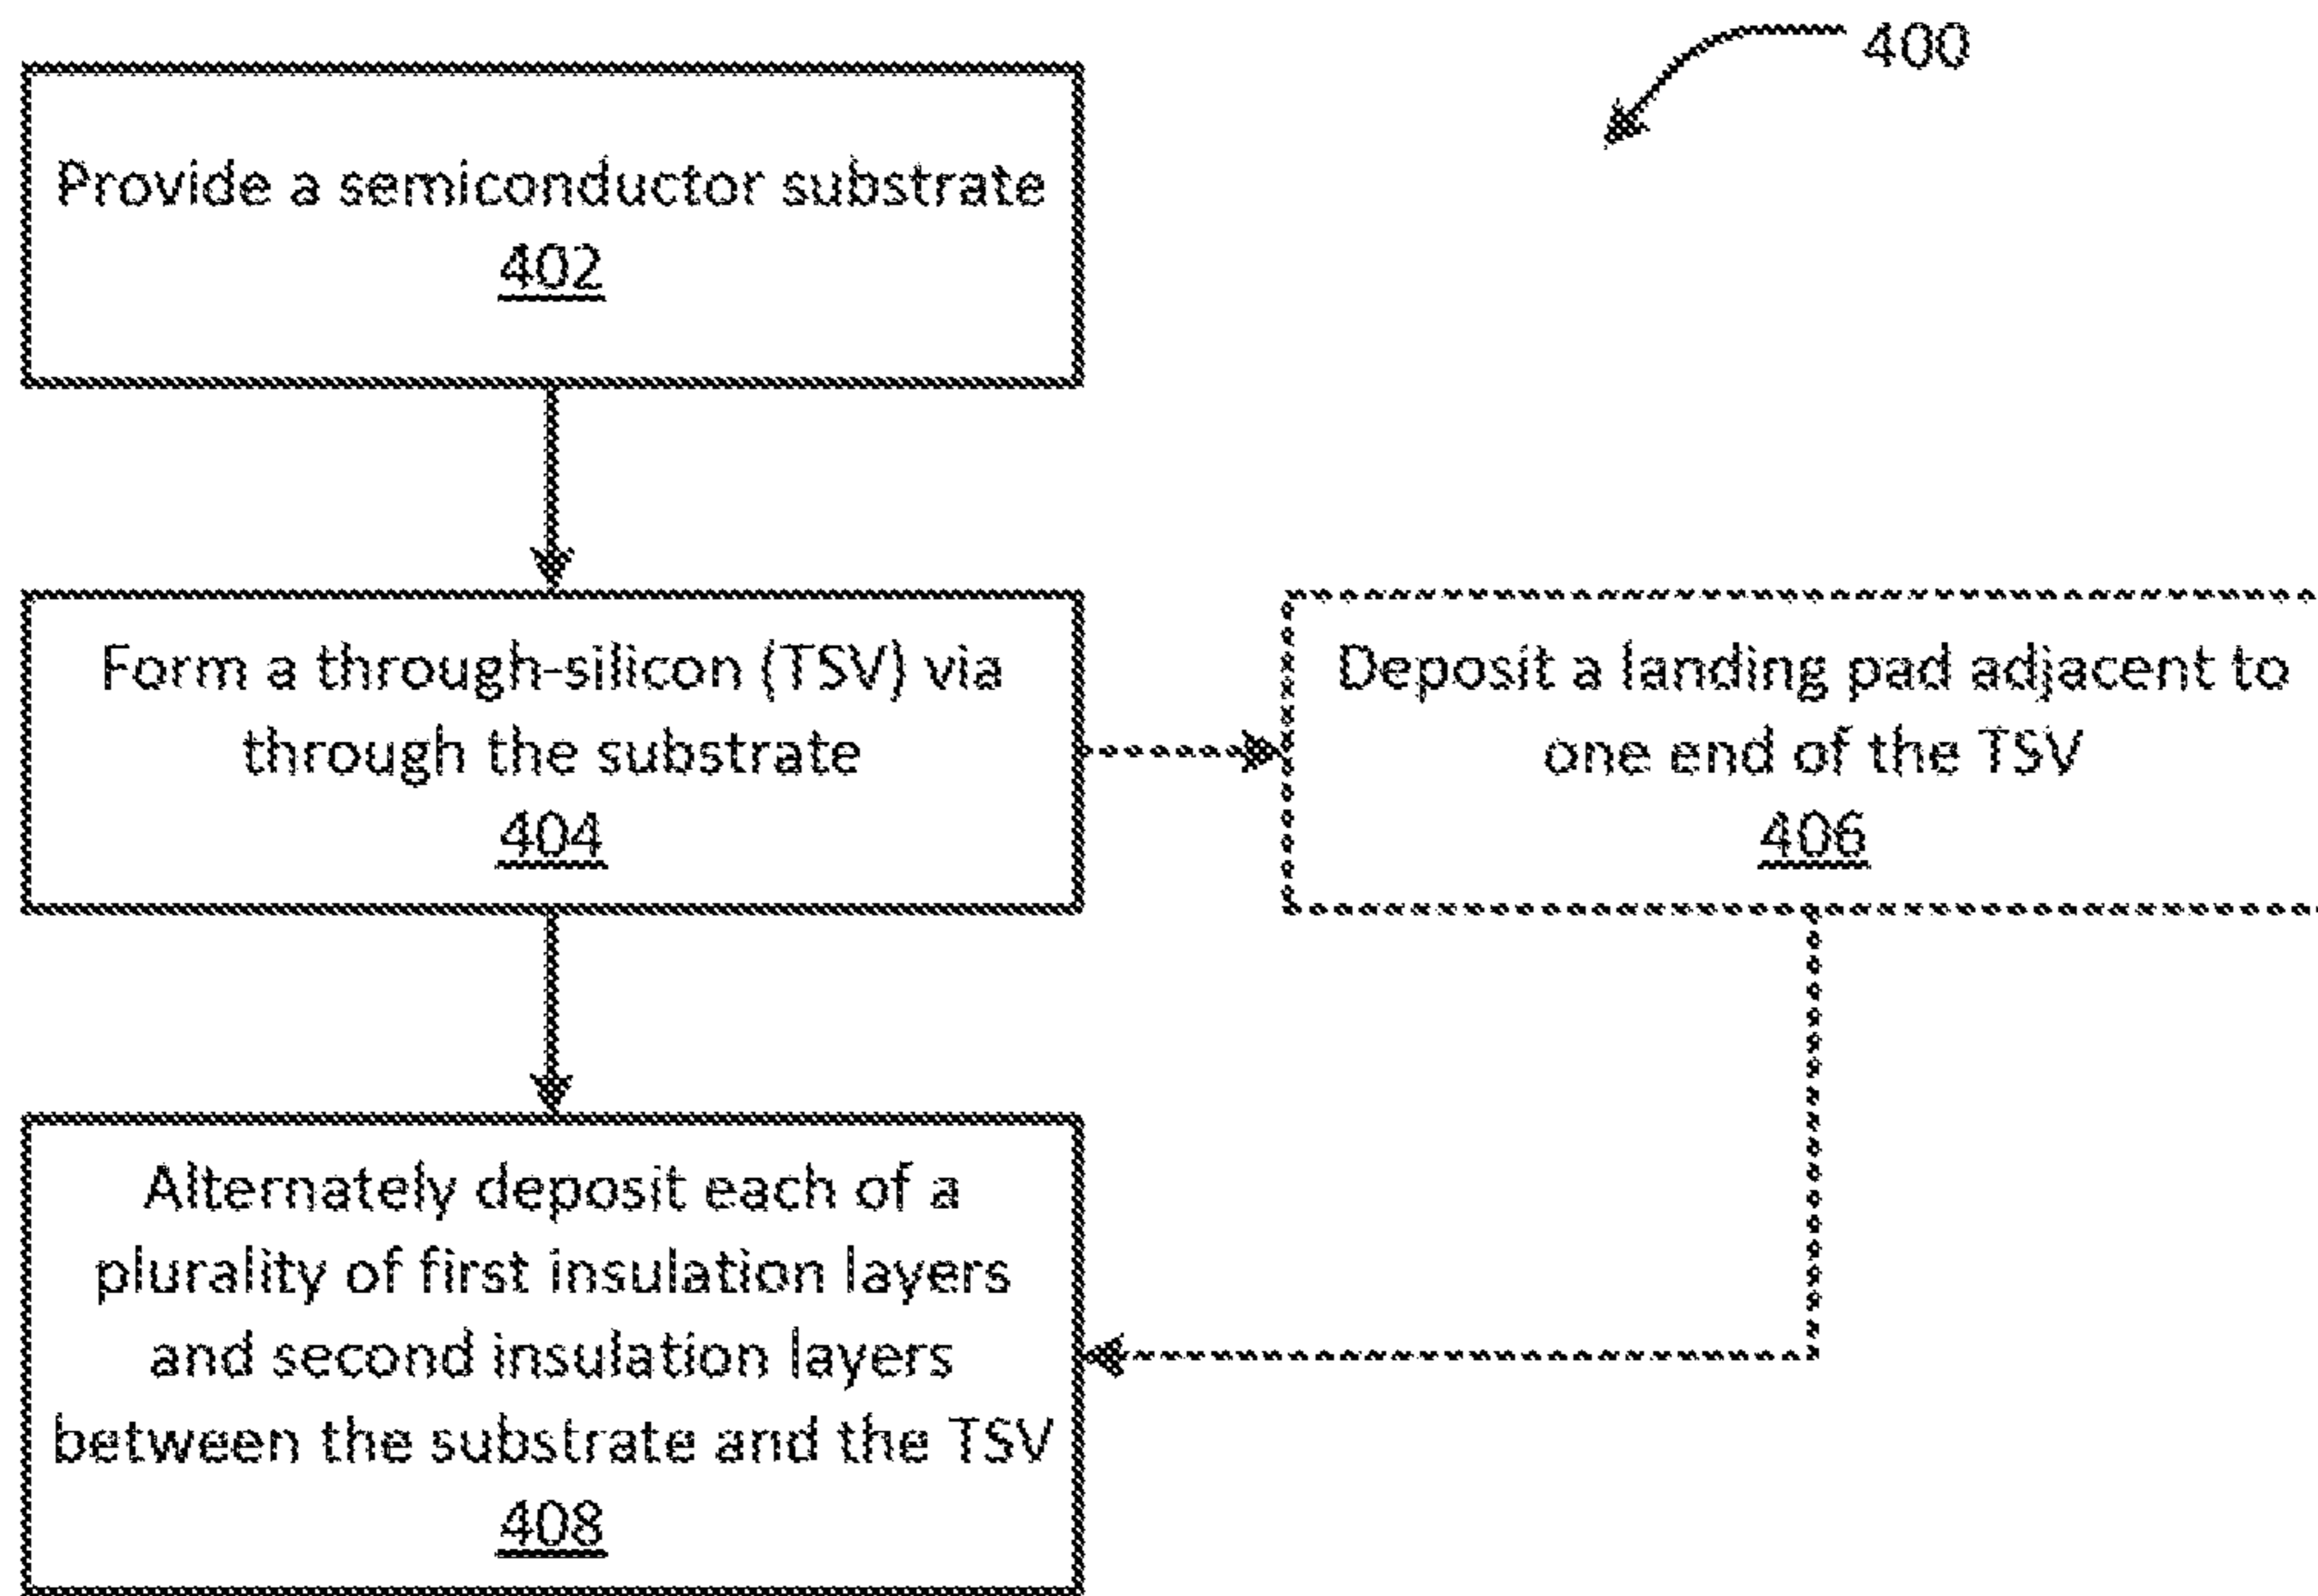 400
Provide a semiconductor substrate
402
Form a through-silicon (TSV) via
through the substrate
404
Deposit a landing pad adjacent to
one end of the TSV
406
Alternately deposit each of a
plurality of first insulation layers
and second insulation layers
between the substrate and the TSV
408